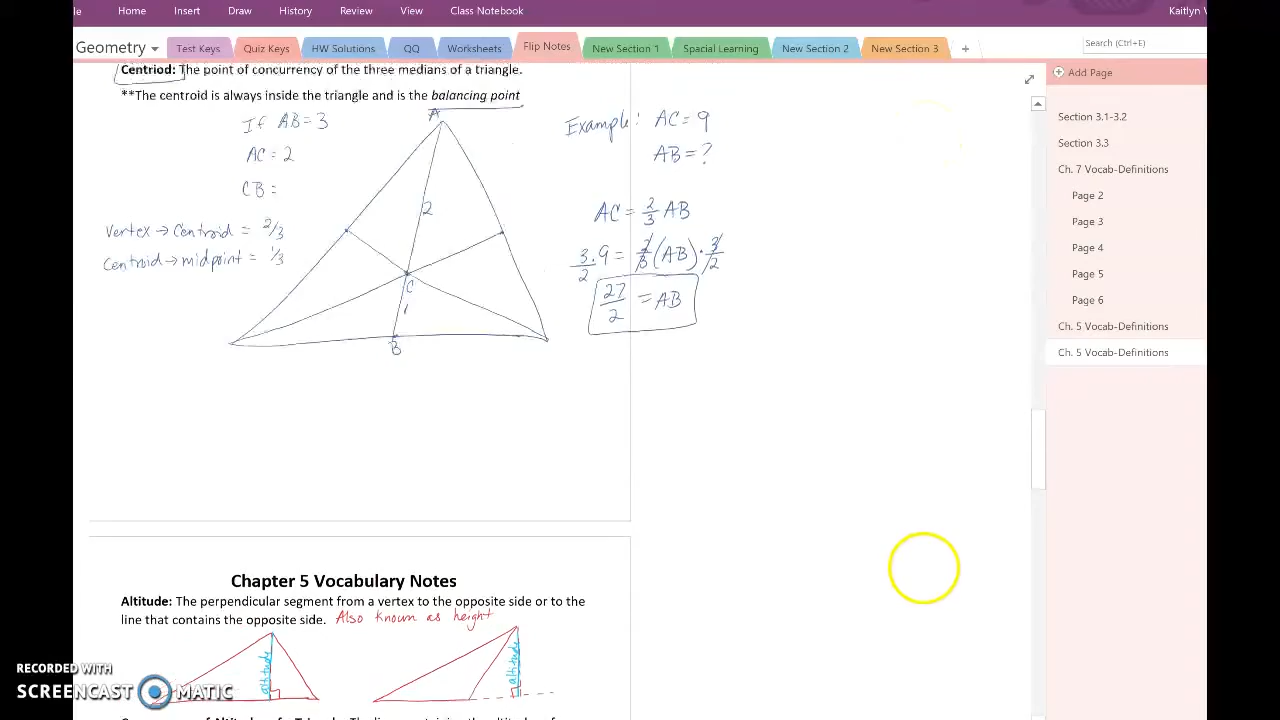 le Home Insert Draw History Review View Class Notebook Kaitlyn V
Geometry Test Keys Quiz Keys HW Solutions QQ Worksheets Flip Notes New Section 1 Spacial Learning New Section 2 New Section 3 + Search (Ctrl+E)
Add Page
Section 3.1-3.2
Section 3.3
Ch. 7 Vocab-Definitions
Page 2
Page 3
Page 4
Page 5
Page 6
Ch. 5 Vocab-Definitions
Ch. 5 Vocab-Definitions
Centriod: The point of concurrency of the three medians of a triangle.
**The centroid is always inside the triangle and is the balancing point
If AB = 3
AC = 2
CB =
Vertex → Centroid = 2/3
Centroid → midpoint = 1/3
A
2
C
1
B
Example: AC = 9
AB = ?
AC = 2/3 AB
3/2 · 9 = 2/3 (AB) · 3/2
27/2 = AB
Chapter 5 Vocabulary Notes
Altitude: The perpendicular segment from a vertex to the opposite side or to the
line that contains the opposite side. Also known as height
altitude
altitude
RECORDED WITH
SCREENCAST MATIC